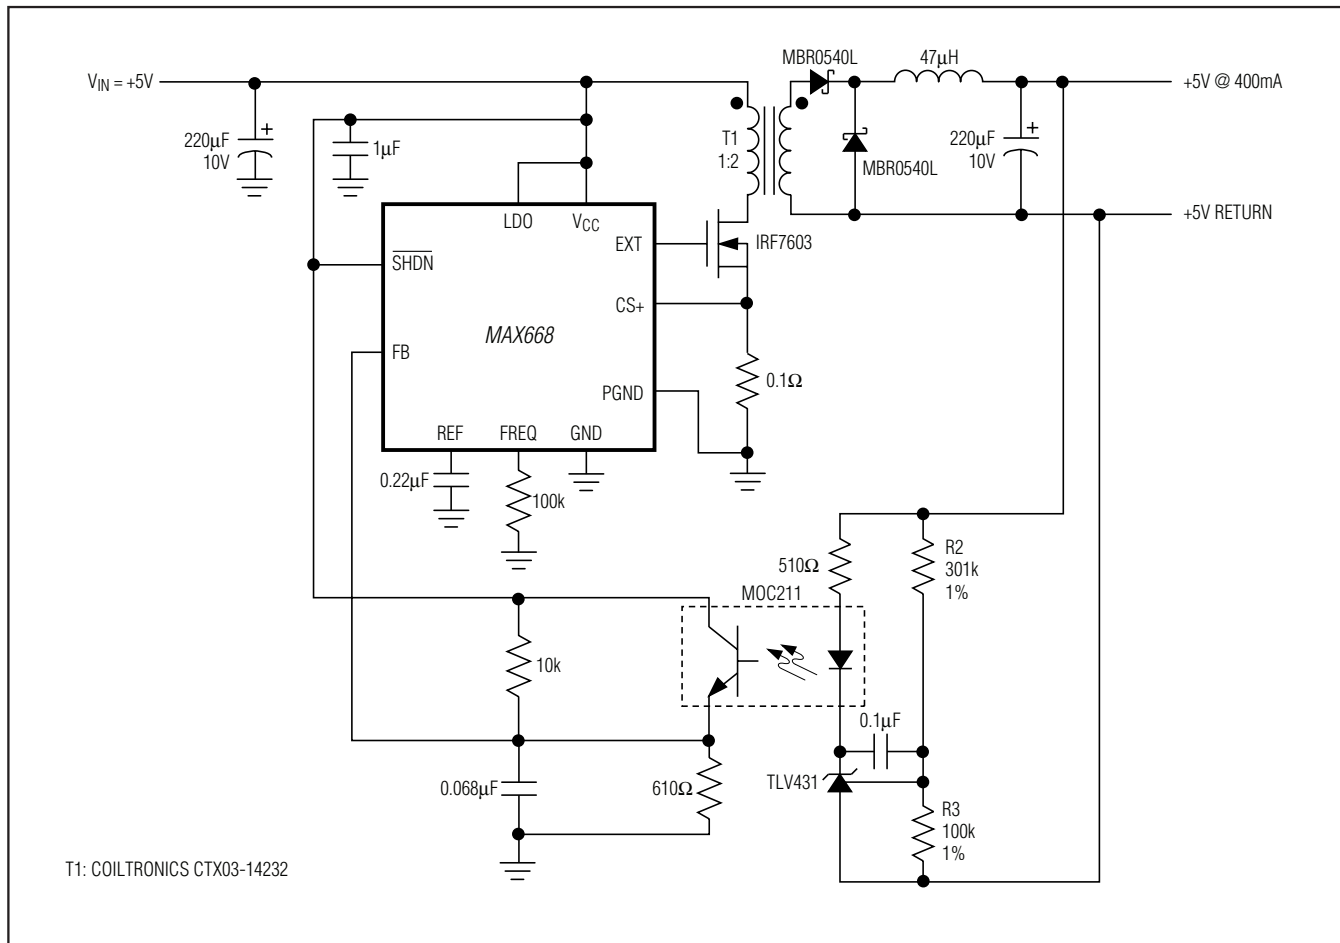 MBR0540L
47μH
VIN = +5V
+5V @ 400mA
220μF
10V
+
1μF
T1
1:2
MBR0540L
220μF
10V
+
LDO
VCC
+5V RETURN
EXT
IRF7603
SHDN
CS+
MAX668
FB
0.1Ω
PGND
REF
FREQ
GND
0.22μF
100k
510Ω
R2
301k
1%
MOC211
10k
0.1μF
0.068μF
610Ω
TLV431
R3
100k
1%
T1: COILTRONICS CTX03-14232